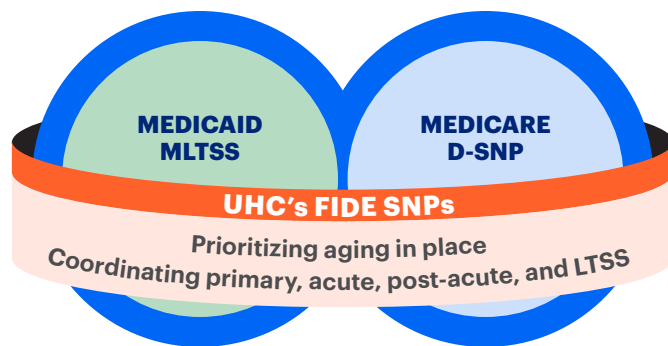 MEDICAID
MLTSS
MEDICARE
D-SNP
UHC's FIDE SNPs
Prioritizing aging in place
Coordinating primary, acute, post-acute, and LTSS